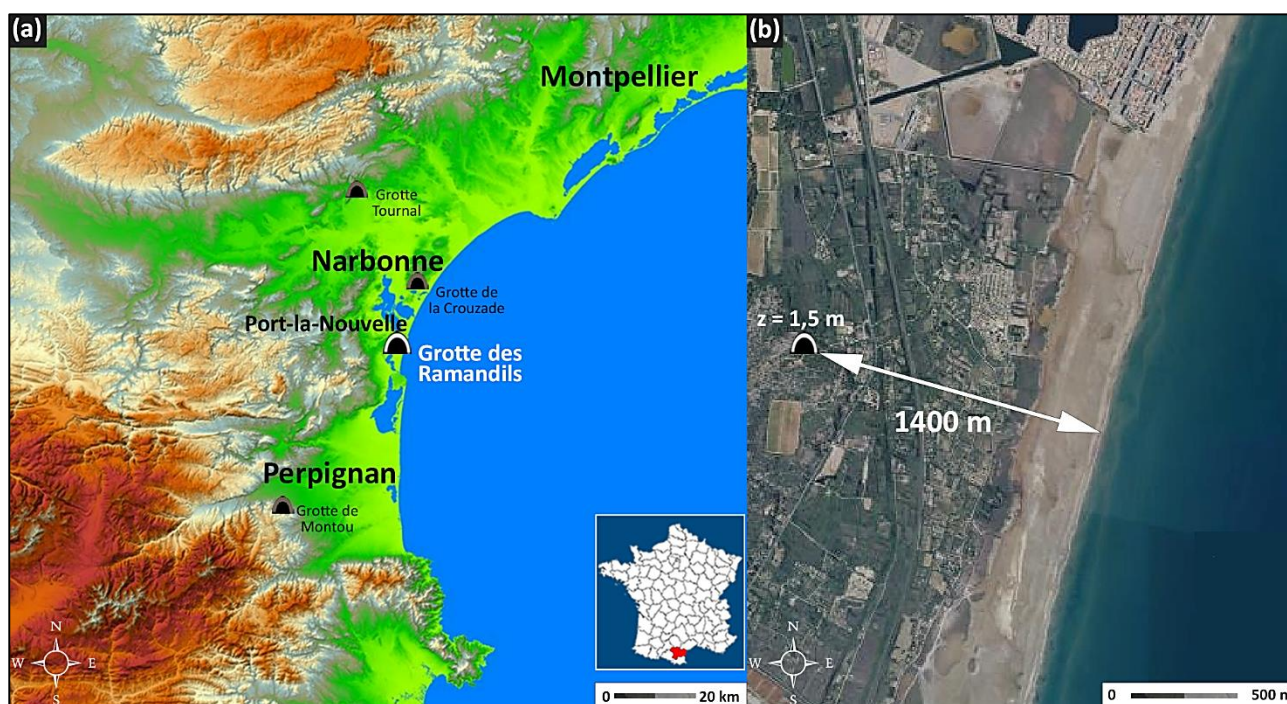 (a)
Montpellier
Grotte
Tournal
Narbonne
Grotte de
la Crouzade
Port-la-Nouvelle
Grotte des
Ramandils
Perpignan
Grotte de
Montou
N
W
E
S
0
20 km
(b)
z = 1,5 m
1400 m
N
W
E
S
0
500 m